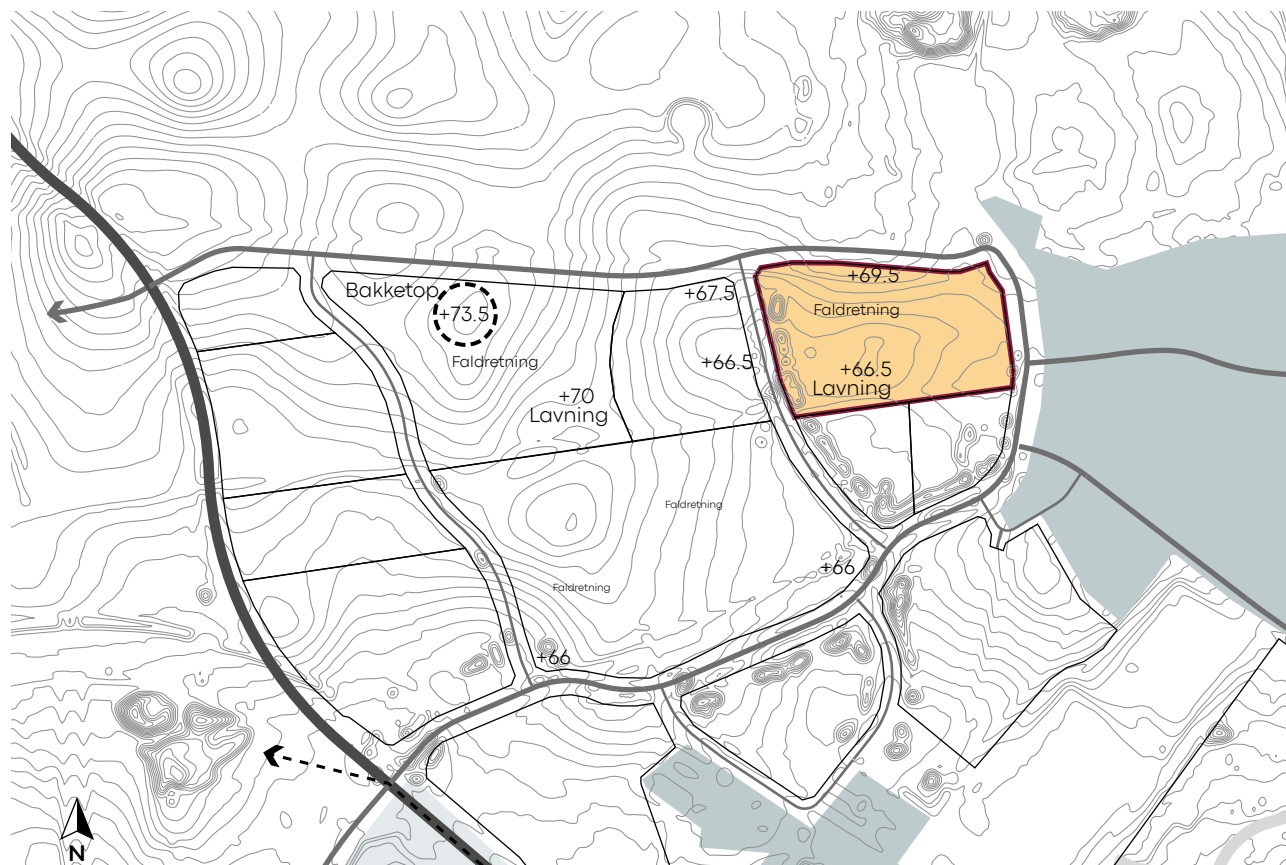 +69.5
Bakketop
+67.5
Faldretning
+73.5
Faldretning
+66.5
+66.5
Lavning
+70
Lavning
Faldretning
+66
Faldretning
+66
N